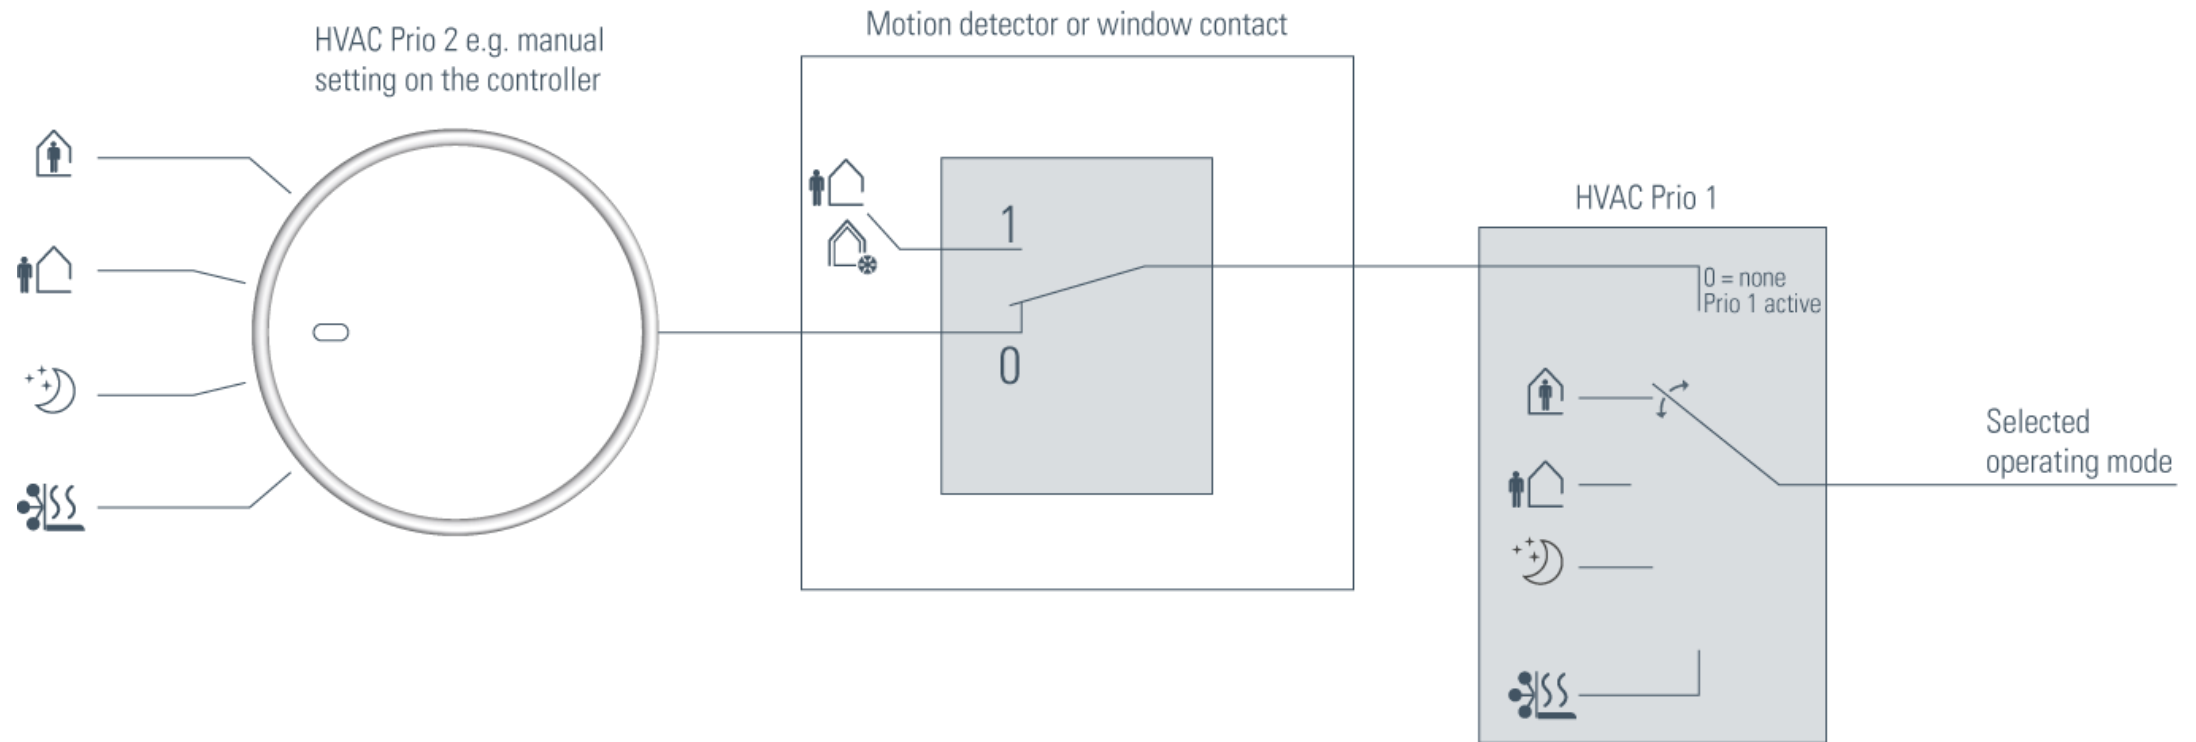 HVAC Prio 2 e.g. manual
setting on the controller
Motion detector or window contact
1
0
HVAC Prio 1
0 = none
Prio 1 active
Selected
operating mode